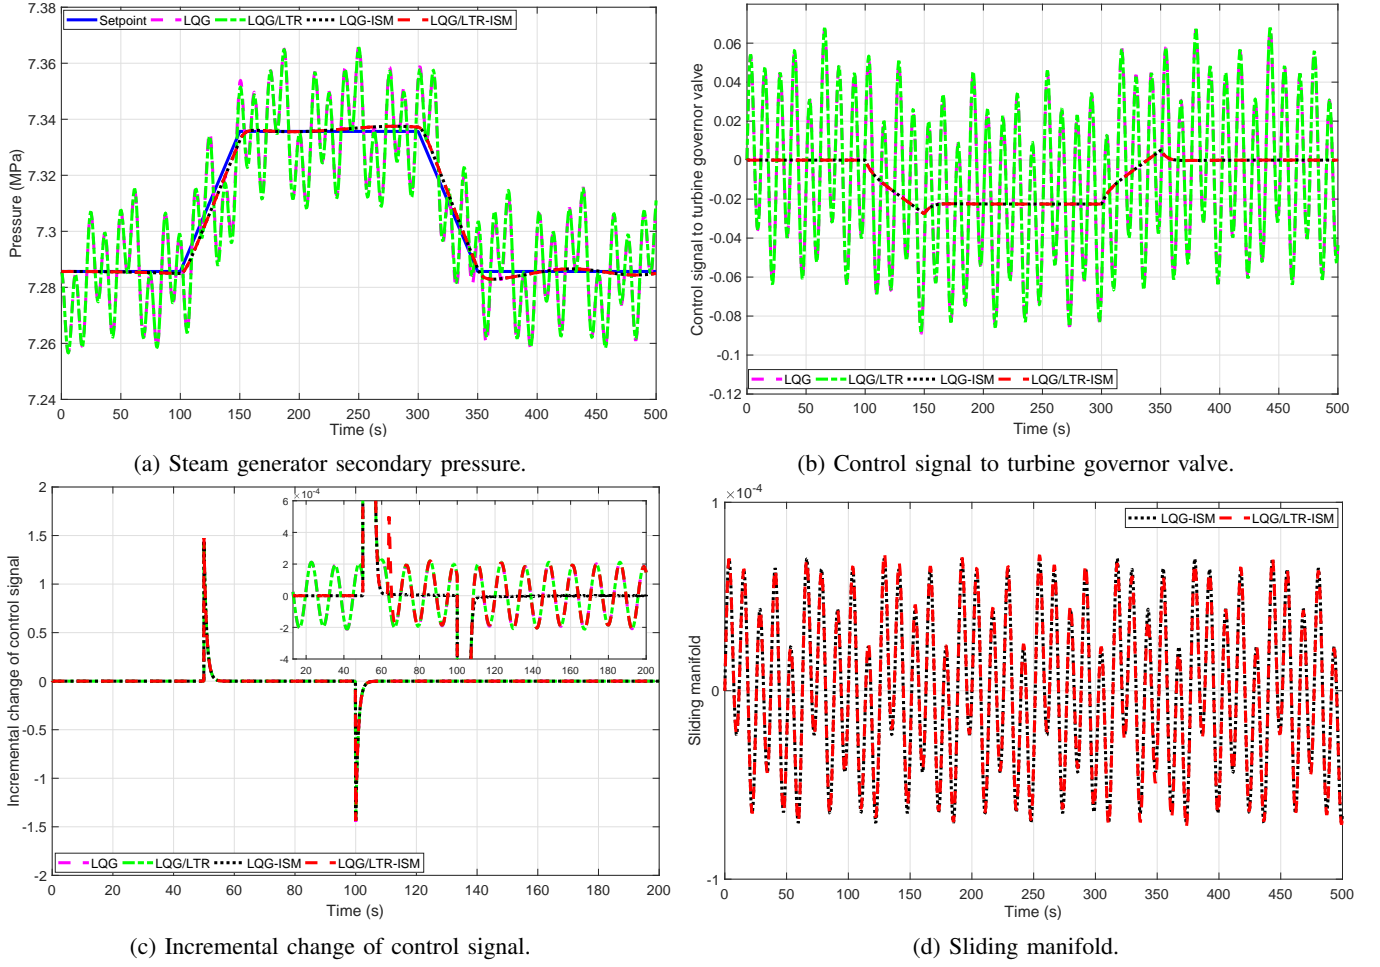 7.38
7.36
7.34
7.32
7.3
7.28
7.26
7.24
Pressure (MPa)
Setpoint LQG LQG/LTR LQG-ISM LQG/LTR-ISM
0 50 100 150 200 250 300 350 400 450 500
Time (s)
(a) Steam generator secondary pressure.
0.06
0.04
0.02
0
-0.02
-0.04
-0.06
-0.08
-0.1
-0.12
Control signal to turbine governor valve
LQG LQG/LTR LQG-ISM LQG/LTR-ISM
0 50 100 150 200 250 300 350 400 450 500
Time (s)
(b) Control signal to turbine governor valve.
2
1.5
1
0.5
0
-0.5
-1
-1.5
-2
Incremental change of control signal
×10-4
6
4
2
0
-2
-4
20 40 60 80 100 120 140 160 180 200
LQG LQG/LTR LQG-ISM LQG/LTR-ISM
0 20 40 60 80 100 120 140 160 180 200
Time (s)
(c) Incremental change of control signal.
×10-4
1
0
-1
Sliding manifold
LQG-ISM LQG/LTR-ISM
0 50 100 150 200 250 300 350 400 450 500
Time (s)
(d) Sliding manifold.